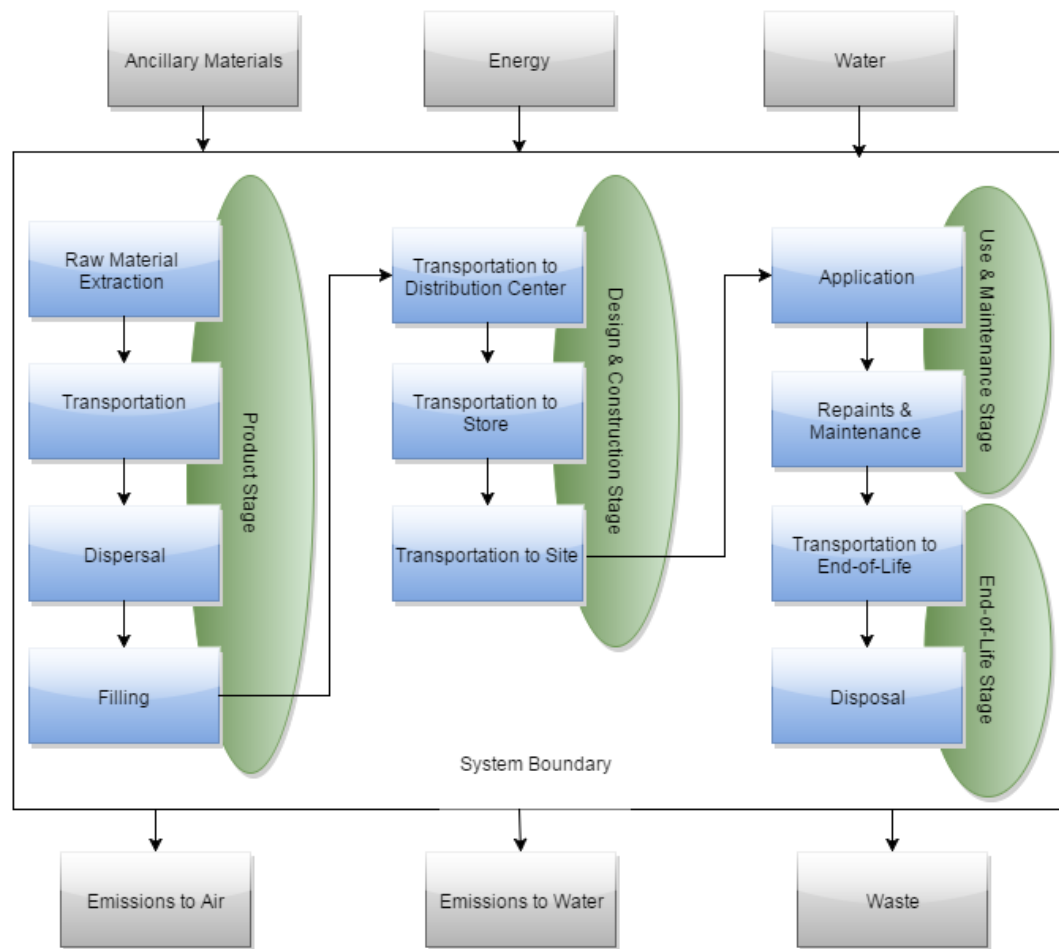 Ancillary Materials
Energy
Water
Raw Material
Extraction
Transportation
Dispersal
Filling
Product Stage
Transportation to
Distribution Center
Transportation to
Store
Transportation to Site
Design & Construction Stage
Application
Repaints &
Maintenance
Use & Maintenance Stage
Transportation to
End-of-Life
Disposal
End-of-Life Stage
System Boundary
Emissions to Air
Emissions to Water
Waste